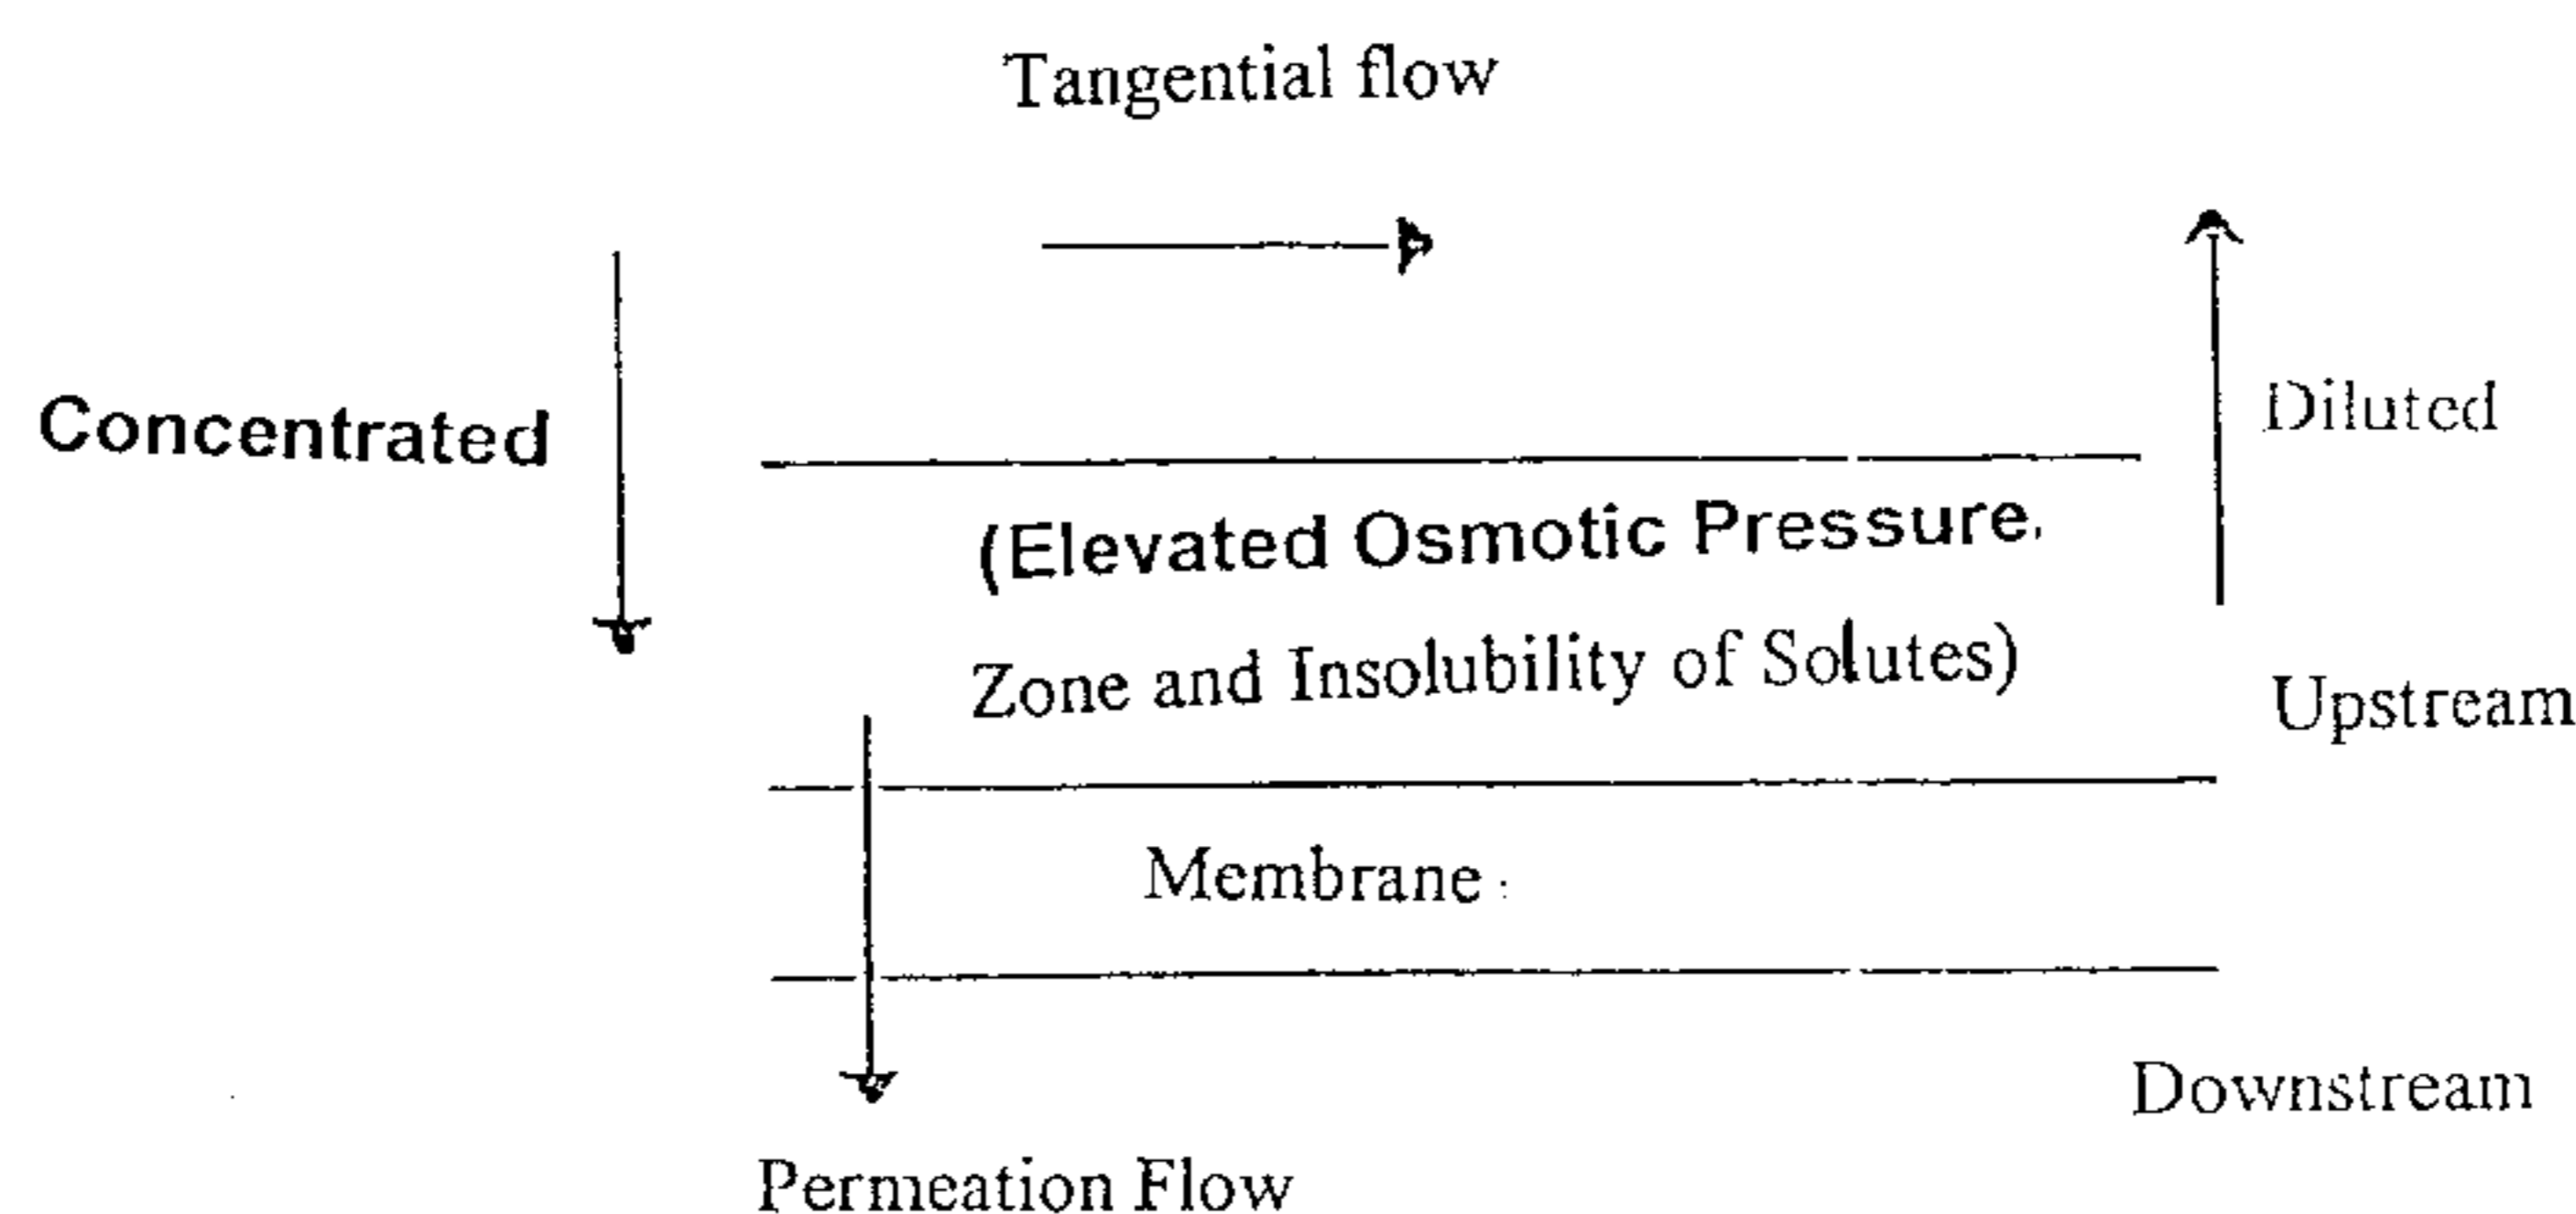 Tangential flow
Concentrated
Diluted
(Elevated Osmotic Pressure,
Zone and Insolubility of Solutes)
Upstream
Membrane
Downstream
Permeation Flow